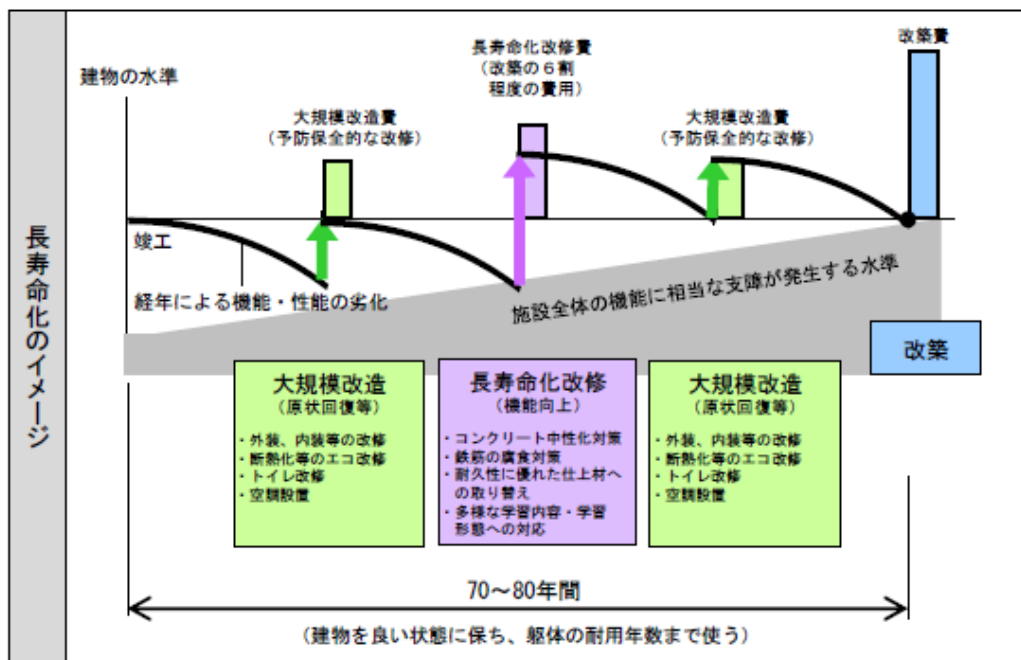 長寿命化のイメージ
建物の水準
大規模改造費
（予防保全的な改修）
長寿命化改修費
（改築の６割
程度の費用）
大規模改造費
（予防保全的な改修）
改築費
竣工
経年による機能・性能の劣化
施設全体の機能に相当な支障が発生する水準
大規模改造
（原状回復等）
・外装、内装等の改修
・断熱化等のエコ改修
・トイレ改修
・空調設置
長寿命化改修
（機能向上）
・コンクリート中性化対策
・鉄筋の腐食対策
・耐久性に優れた仕上材へ
の取り替え
・多様な学習内容・学習
形態への対応
大規模改造
（原状回復等）
・外装、内装等の改修
・断熱化等のエコ改修
・トイレ改修
・空調設置
改築
70～80年間
（建物を良い状態に保ち、躯体の耐用年数まで使う）